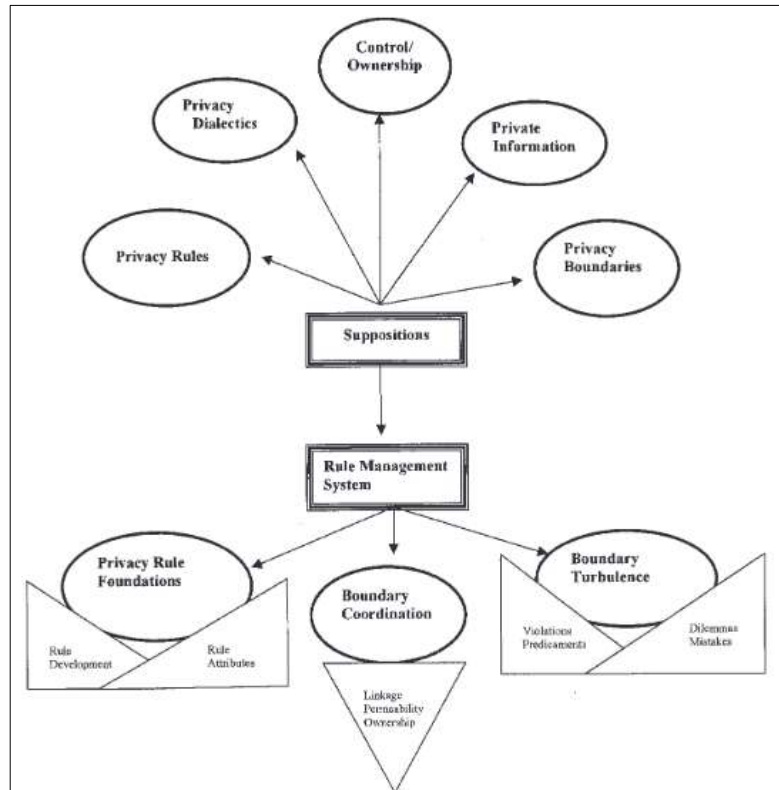 Control/
Ownership
Privacy
Dialectics
Private
Information
Privacy Rules
Privacy
Boundaries
Suppositions
Rule Management
System
Privacy Rule
Foundations
Boundary
Coordination
Boundary
Turbulence
Rule
Development
Rule
Attributes
Linkage
Permeability
Ownership
Violations
Predicaments
Dilemmas
Mistakes